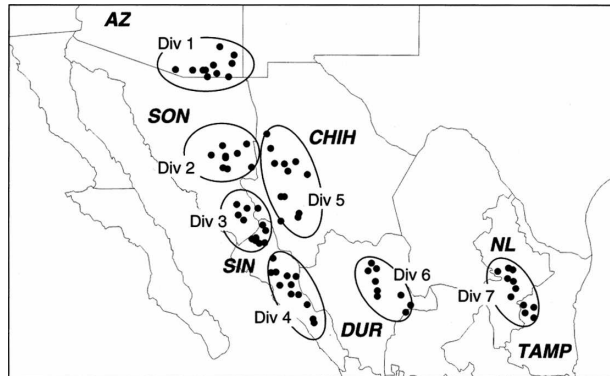 AZ
Div 1
SON
CHIH
Div 2
Div 5
Div 3
NL
SIN
Div 6
Div 7
Div 4
DUR
TAMP